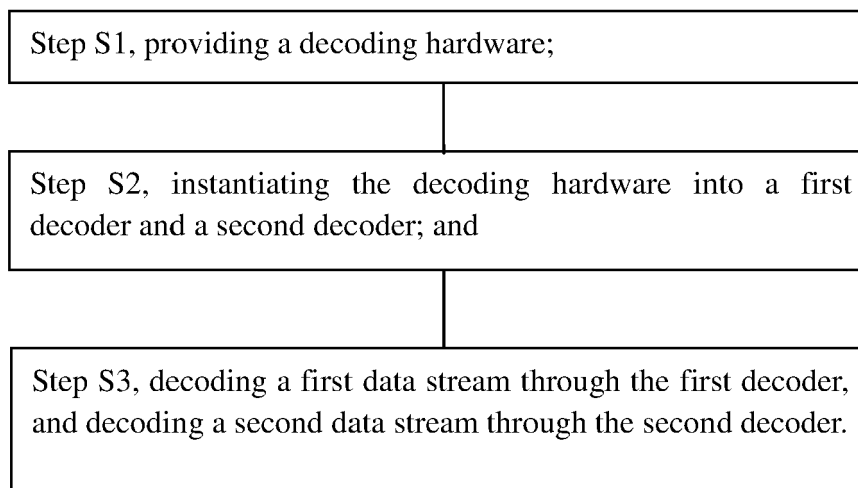 Step S1, providing a decoding hardware;
Step S2, instantiating the decoding hardware into a first
decoder and a second decoder; and
Step S3, decoding a first data stream through the first decoder,
and decoding a second data stream through the second decoder.